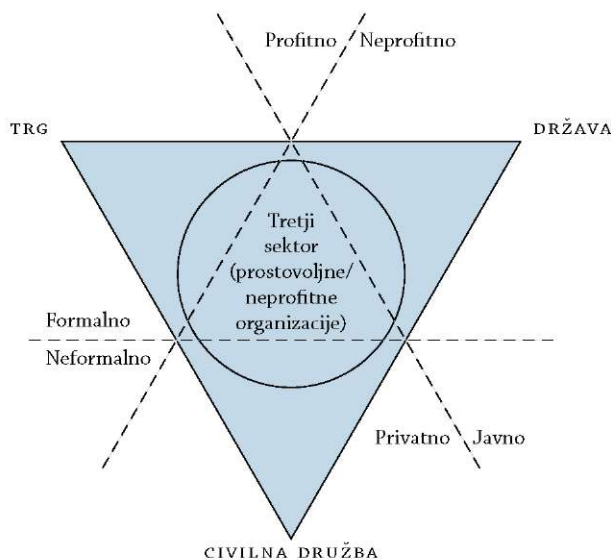 Profitno Neprofitno
TRG DRŽAVA
Tretji
sektor
(prostovoljne/
neprofitne
organizacije)
Formalno
Neformalno
Privatno Javno
CIVILNA DRUŽBA